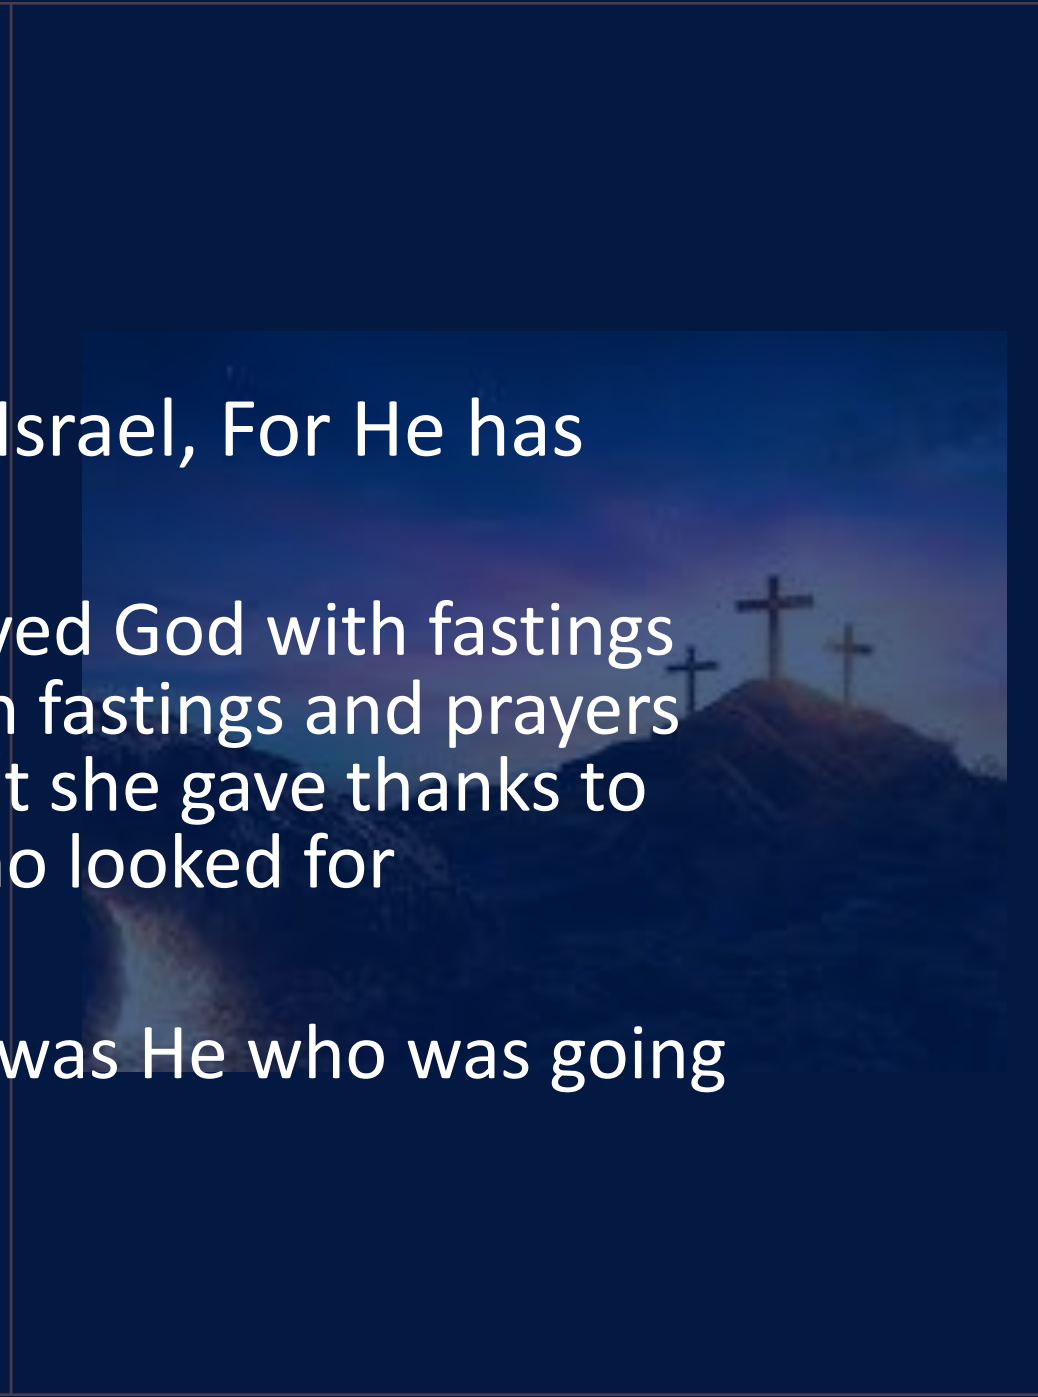 Israel, For He has
ved God with fastings
fastings and prayers
t she gave thanks to
o looked for
was He who was going